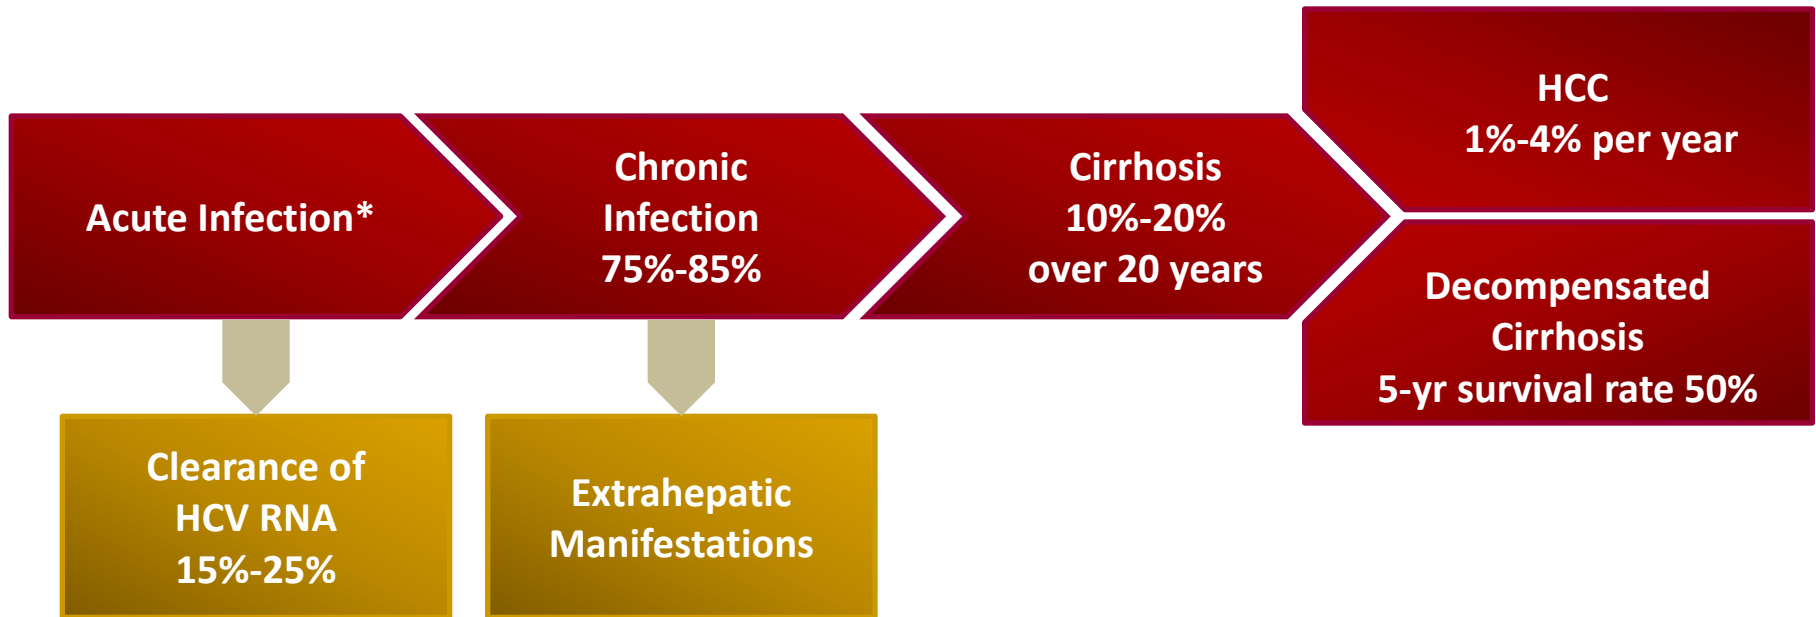 Acute Infection*
Chronic
Infection
75%-85%
Cirrhosis
10%-20%
over 20 years
HCC
1%-4% per year
Decompensated
Cirrhosis
5-yr survival rate 50%
Clearance of
HCV RNA
15%-25%
Extrahepatic
Manifestations